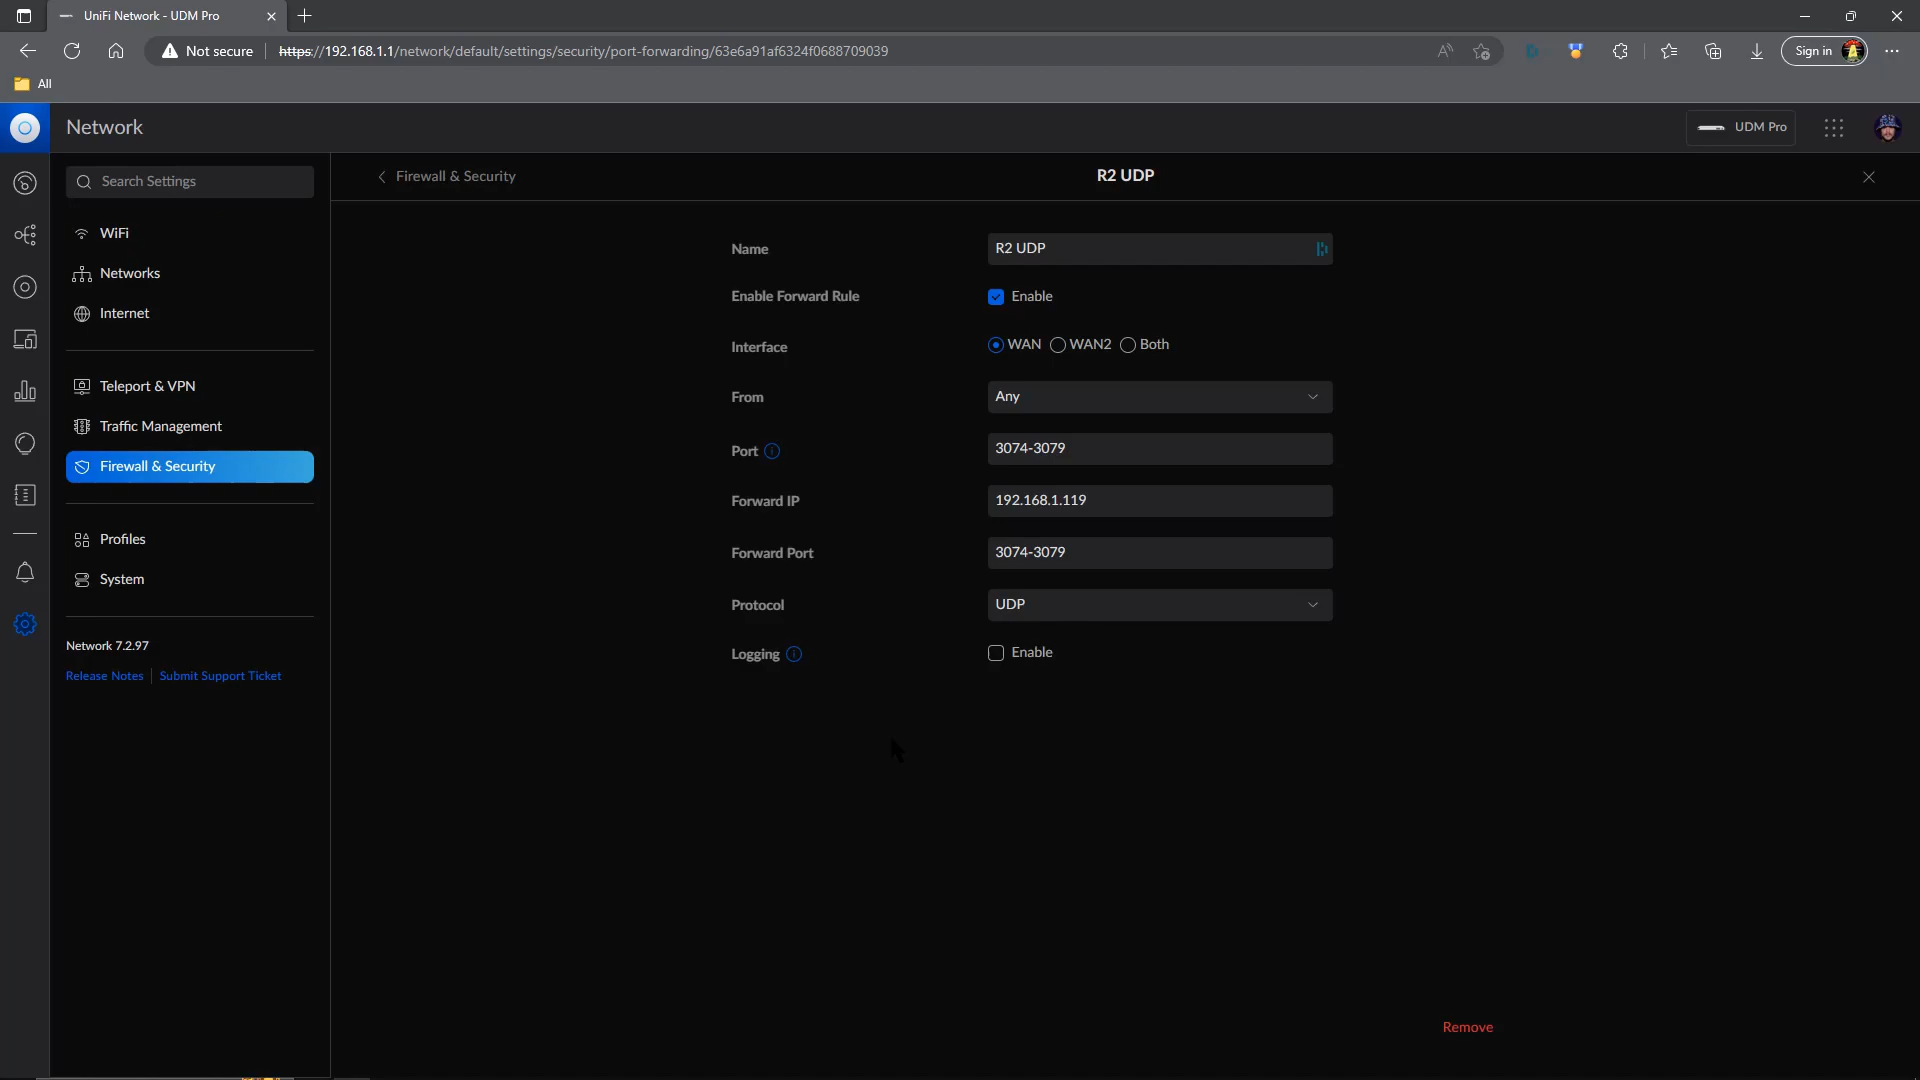 UniFi Network - UDM Pro
Not secure
https://192.168.1.1/network/default/settings/security/port-forwarding/63e6a91af6324f0688709039
Sign in
All
Network
UDM Pro
Search Settings
Firewall & Security
R2 UDP
WiFi
Networks
Internet
Teleport & VPN
Traffic Management
Firewall & Security
Profiles
System
Network 7.2.97
Release Notes
Submit Support Ticket
Name
R2 UDP
Enable Forward Rule
Enable
Interface
WAN
WAN2
Both
From
Any
Port
3074-3079
Forward IP
192.168.1.119
Forward Port
3074-3079
Protocol
UDP
Logging
Enable
Remove